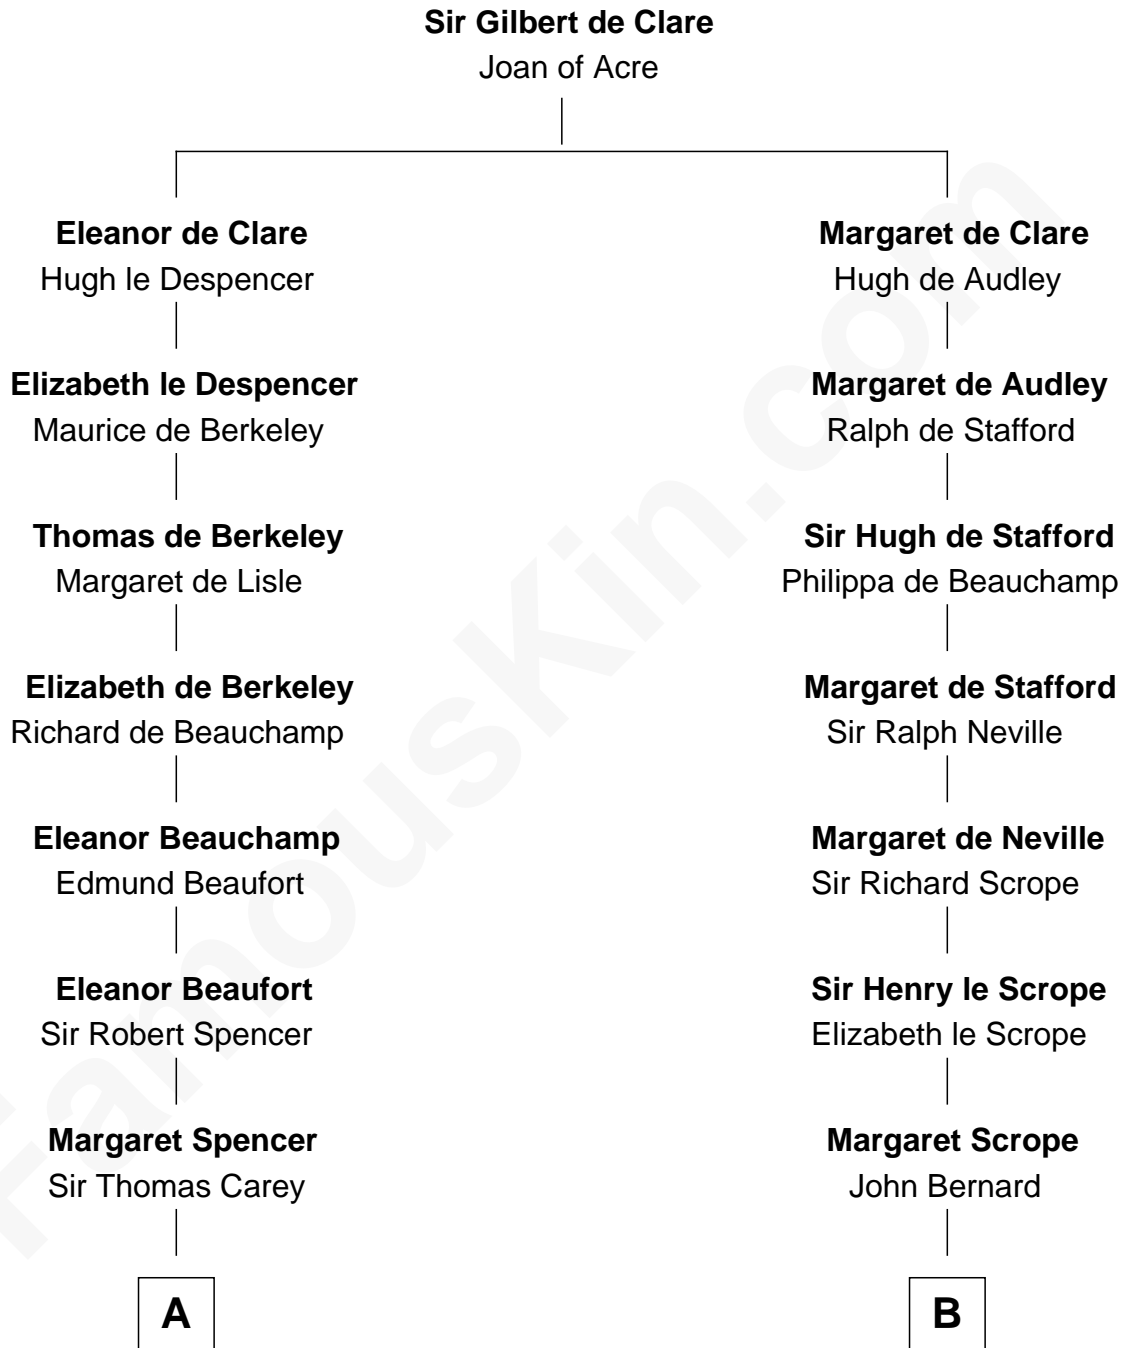 Sir Gilbert de Clare
Joan of Acre
Eleanor de Clare
Hugh le Despencer
Margaret de Clare
Hugh de Audley
Elizabeth le Despencer
Maurice de Berkeley
Margaret de Audley
Ralph de Stafford
Thomas de Berkeley
Margaret de Lisle
Sir Hugh de Stafford
Philippa de Beauchamp
Elizabeth de Berkeley
Richard de Beauchamp
Margaret de Stafford
Sir Ralph Neville
Eleanor Beauchamp
Edmund Beaufort
Margaret de Neville
Sir Richard Scrope
Eleanor Beaufort
Sir Robert Spencer
Sir Henry le Scrope
Elizabeth le Scrope
Margaret Spencer
Sir Thomas Carey
Margaret Scrope
John Bernard
A
B
FamousKin.com